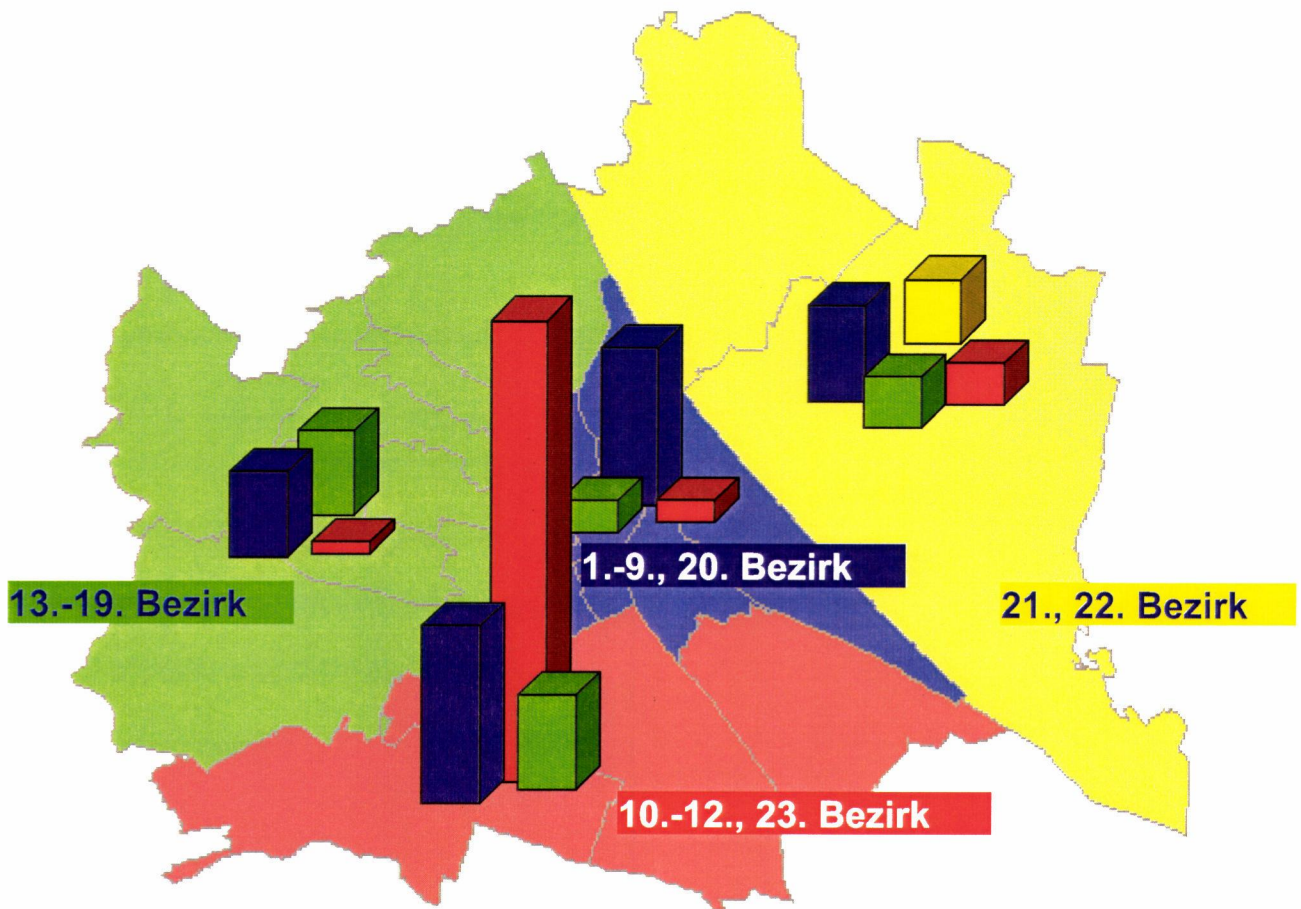 1.-9., 20. Bezirk
13.-19. Bezirk
21., 22. Bezirk
10.-12., 23. Bezirk